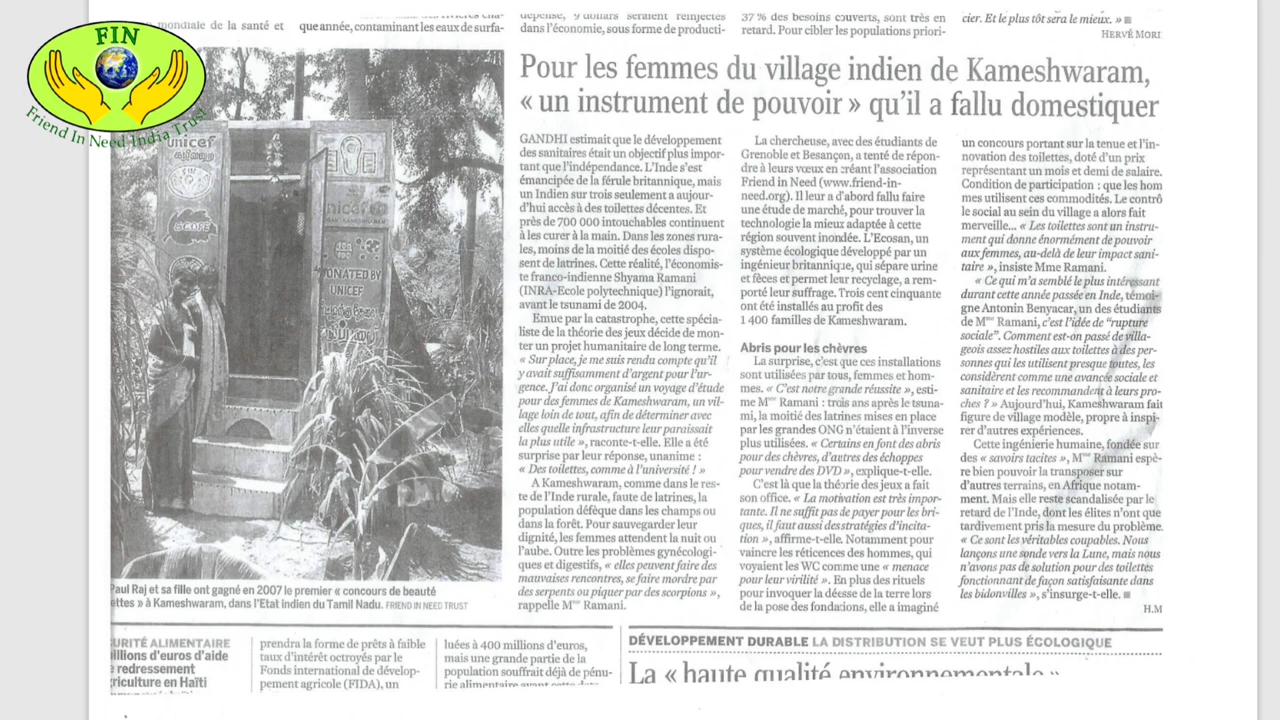 FIN
Friend In Need India Trust
mondiale de la santé et
que année, contaminant les eaux de surfa-
dépense, 9 dollars seraient réinjectés
dans l'économie, sous forme de producti-
37 % des besoins couverts, sont très en
retard. Pour cibler les populations priori-
cier. Et le plus tôt sera le mieux. »
HERVÉ MORI
unicef
unicef
DONATED BY
UNICEF
Paul Raj et sa fille ont gagné en 2007 le premier « concours de beauté
ettes » à Kameshwaram, dans l'Etat indien du Tamil Nadu. FRIEND IN NEED TRUST
Pour les femmes du village indien de Kameshwaram,
« un instrument de pouvoir » qu'il a fallu domestiquer
GANDHI estimait que le développement
des sanitaires était un objectif plus impor-
tant que l'indépendance. L'Inde s'est
émancipée de la férule britannique, mais
un Indien sur trois seulement a aujour-
d'hui accès à des toilettes décentes. Et
près de 700 000 intouchables continuent
à les curer à la main. Dans les zones rura-
les, moins de la moitié des écoles dispo-
sent de latrines. Cette réalité, l'économis-
te franco-indienne Shyama Ramani
(INRA-Ecole polytechnique) l'ignorait,
avant le tsunami de 2004.
Emue par la catastrophe, cette spécia-
liste de la théorie des jeux décide de mon-
ter un projet humanitaire de long terme.
« Sur place, je me suis rendu compte qu'il
y avait suffisamment d'argent pour l'ur-
gence. J'ai donc organisé un voyage d'étude
pour des femmes de Kameshwaram, un vil-
lage loin de tout, afin de déterminer avec
elles quelle infrastructure leur paraissait
la plus utile », raconte-t-elle. Elle a été
surprise par leur réponse, unanime :
« Des toilettes, comme à l'université ! »
A Kameshwaram, comme dans le res-
te de l'Inde rurale, faute de latrines, la
population défèque dans les champs ou
dans la forêt. Pour sauvegarder leur
dignité, les femmes attendent la nuit ou
l'aube. Outre les problèmes gynécologi-
ques et digestifs, « elles peuvent faire des
mauvaises rencontres, se faire mordre par
des serpents ou piquer par des scorpions »,
rappelle Mme Ramani.
La chercheuse, avec des étudiants de
Grenoble et Besançon, a tenté de répon-
dre à leurs vœux en créant l'association
Friend in Need (www.friend-in-
need.org). Il leur a d'abord fallu faire
une étude de marché, pour trouver la
technologie la mieux adaptée à cette
région souvent inondée. L'Ecosan, un
système écologique développé par un
ingénieur britannique, qui sépare urine
et fèces et permet leur recyclage, a rem-
porté leur suffrage. Trois cent cinquante
ont été installés au profit des
1 400 familles de Kameshwaram.
Abris pour les chèvres
La surprise, c'est que ces installations
sont utilisées par tous, femmes et hom-
mes. « C'est notre grande réussite », esti-
me Mme Ramani : trois ans après le tsuna-
mi, la moitié des latrines mises en place
par les grandes ONG n'étaient à l'inverse
plus utilisées. « Certains en font des abris
pour des chèvres, d'autres des échoppes
pour vendre des DVD », explique-t-elle.
C'est là que la théorie des jeux a fait
son office. « La motivation est très impor-
tante. Il ne suffit pas de payer pour les bri-
ques, il faut aussi des stratégies d'incita-
tion », affirme-t-elle. Notamment pour
vaincre les réticences des hommes, qui
voyaient les WC comme une « menace
pour leur virilité ». En plus des rituels
pour invoquer la déesse de la terre lors
de la pose des fondations, elle a imaginé
un concours portant sur la tenue et l'in-
novation des toilettes, doté d'un prix
représentant un mois et demi de salaire.
Condition de participation : que les hom
mes utilisent ces commodités. Le contrô
le social au sein du village a alors fait
merveille... « Les toilettes sont un instru-
ment qui donne énormément de pouvoir
aux femmes, au-delà de leur impact sani-
taire », insiste Mme Ramani.
« Ce qui m'a semblé le plus intéressant
durant cette année passée en Inde, témoi-
gne Antonin Benyacar, un des étudiants
de Mme Ramani, c'est l'idée de "rupture
sociale". Comment est-on passé de villa-
geois assez hostiles aux toilettes à des per-
sonnes qui les utilisent presque toutes, les
considèrent comme une avancée sociale et
sanitaire et les recommandent à leurs pro-
ches ? » Aujourd'hui, Kameshwaram fait
figure de village modèle, propre à inspi-
rer d'autres expériences.
Cette ingénierie humaine, fondée sur
des « savoirs tacites », Mme Ramani espè-
re bien pouvoir la transposer sur
d'autres terrains, en Afrique notam-
ment. Mais elle reste scandalisée par le
retard de l'Inde, dont les élites n'ont que
tardivement pris la mesure du problème.
« Ce sont les véritables coupables. Nous
lançons une sonde vers la Lune, mais nous
n'avons pas de solution pour des toilettes
fonctionnant de façon satisfaisante dans
les bidonvilles », s'insurge-t-elle.
H.M
URITÉ ALIMENTAIRE
illions d'euros d'aide
redressement
riculture en Haïti
prendra la forme de prêts à faible
taux d'intérêt octroyés par le
Fonds international de dévelop-
pement agricole (FIDA), un
luées à 400 millions d'euros,
mais une grande partie de la
population souffrait déjà de pénu-
rie alimentaire avant cette
DÉVELOPPEMENT DURABLE LA DISTRIBUTION SE VEUT PLUS ÉCOLOGIQUE
La « haute qualité environnementale »